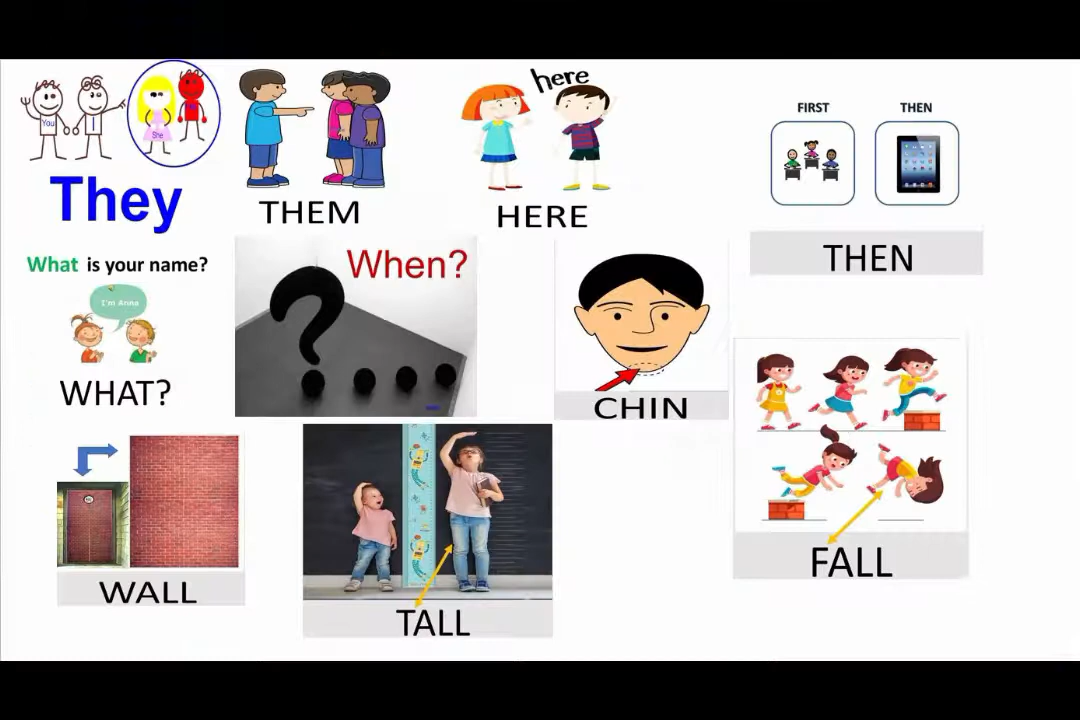 You
I
She
They
THEM
here
HERE
FIRST THEN
THEN
What is your name?
I'm Anna
WHAT?
When?
CHIN
WALL
TALL
FALL